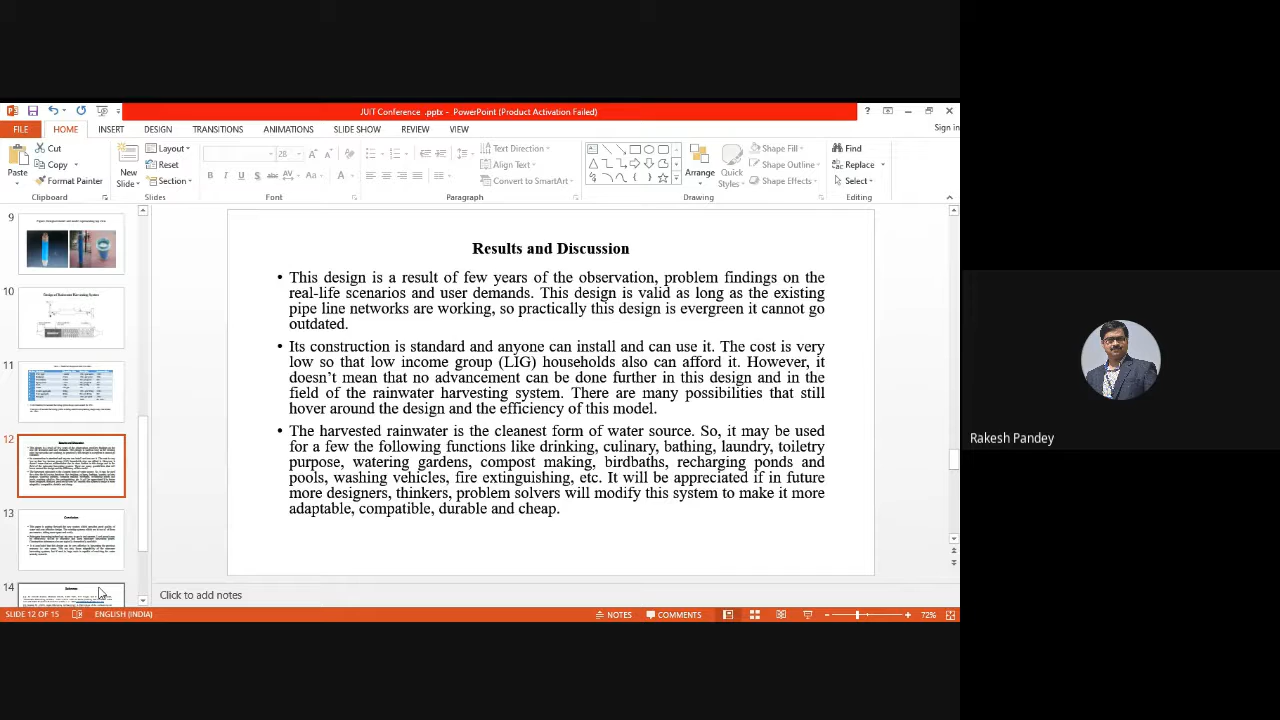 JUIT Conference .pptx - PowerPoint (Product Activation Failed)
FILE HOME INSERT DESIGN TRANSITIONS ANIMATIONS SLIDE SHOW REVIEW VIEW Sign in
Paste
Cut
Copy
Format Painter
Clipboard
New Slide
Layout
Reset
Section
Slides
28
Font
Text Direction
Align Text
Convert to SmartArt
Paragraph
Arrange
Quick Styles
Shape Fill
Shape Outline
Shape Effects
Drawing
Find
Replace
Select
Editing
9
10
Design of Rainwater Harvesting System
11
12
Results and Discussion
13
Conclusion
14
References
Results and Discussion
• This design is a result of few years of the observation, problem findings on the
real-life scenarios and user demands. This design is valid as long as the existing
pipe line networks are working, so practically this design is evergreen it cannot go
outdated.
• Its construction is standard and anyone can install and can use it. The cost is very
low so that low income group (LIG) households also can afford it. However, it
doesn't mean that no advancement can be done further in this design and in the
field of the rainwater harvesting system. There are many possibilities that still
hover around the design and the efficiency of this model.
• The harvested rainwater is the cleanest form of water source. So, it may be used
for a few the following functions like drinking, culinary, bathing, laundry, toiletry
purpose, watering gardens, compost making, birdbaths, recharging ponds and
pools, washing vehicles, fire extinguishing, etc. It will be appreciated if in future
more designers, thinkers, problem solvers will modify this system to make it more
adaptable, compatible, durable and cheap.
Click to add notes
SLIDE 12 OF 15 ENGLISH (INDIA) NOTES COMMENTS 72%
Rakesh Pandey